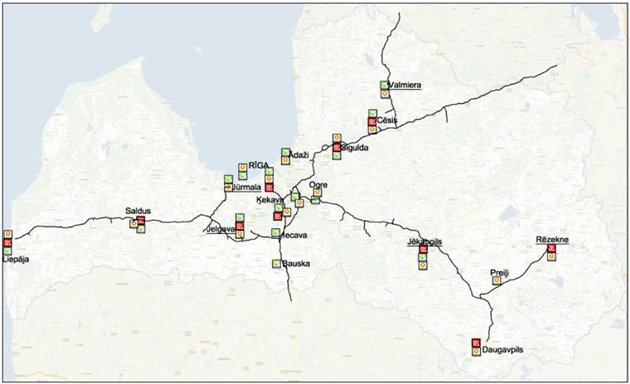 Valmiera
Cēsis
Sigulda
Ādaži
RĪGA
Jūrmala
Ogre
Ķekava
Saldus
Jelgava
Iecava
Jēkabpils
Rēzekne
Liepāja
Bauska
Preiļi
Daugavpils